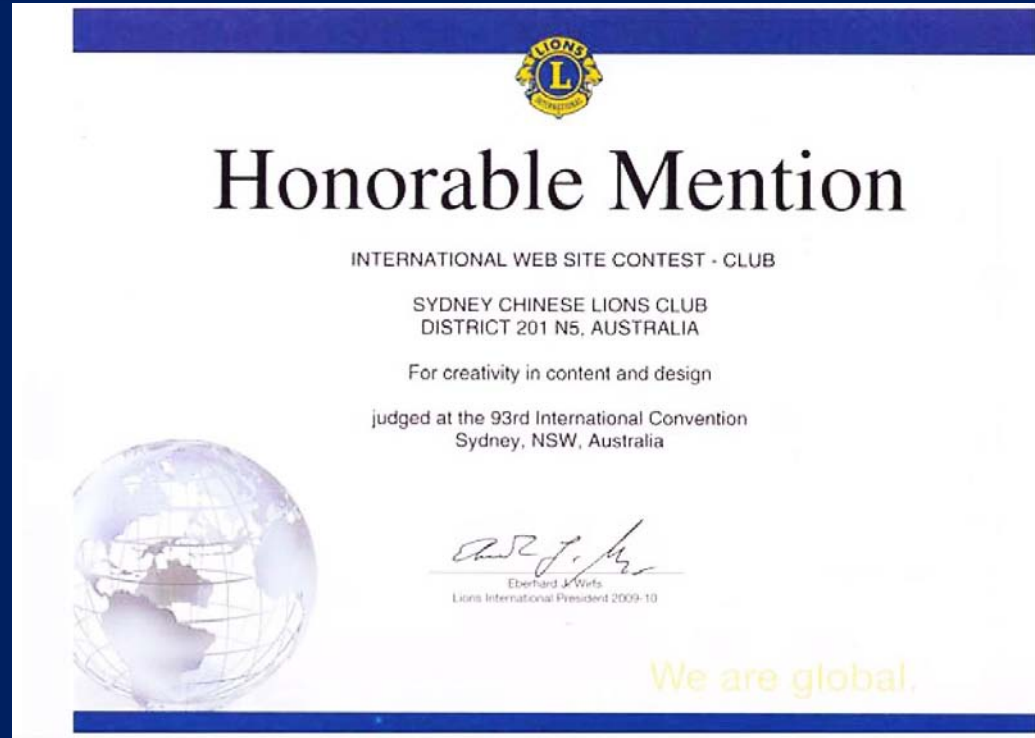 LIONS
L
INTERNATIONAL
Honorable Mention
INTERNATIONAL WEB SITE CONTEST - CLUB
SYDNEY CHINESE LIONS CLUB
DISTRICT 201 N5, AUSTRALIA
For creativity in content and design
judged at the 93rd International Convention
Sydney, NSW, Australia
Eberhard J. Wirfs
Lions International President 2009-10
We are global.